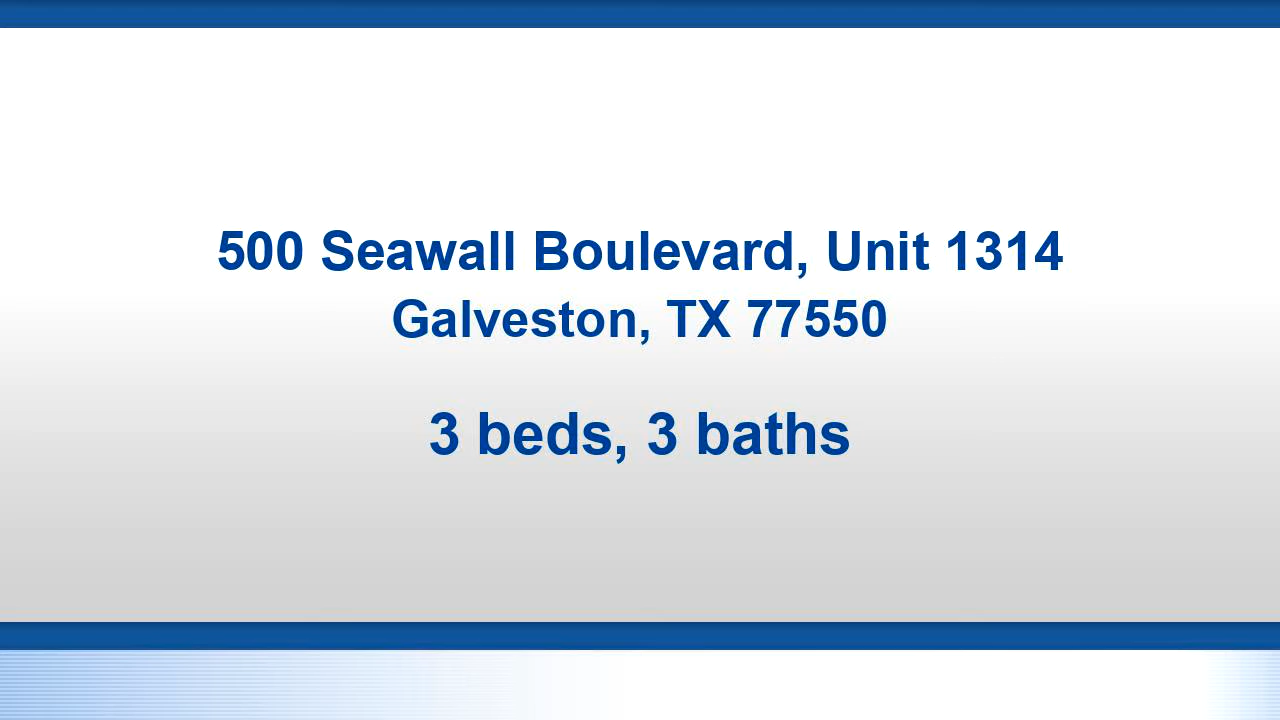 500 Seawall Boulevard, Unit 1314
Galveston, TX 77550
3 beds, 3 baths